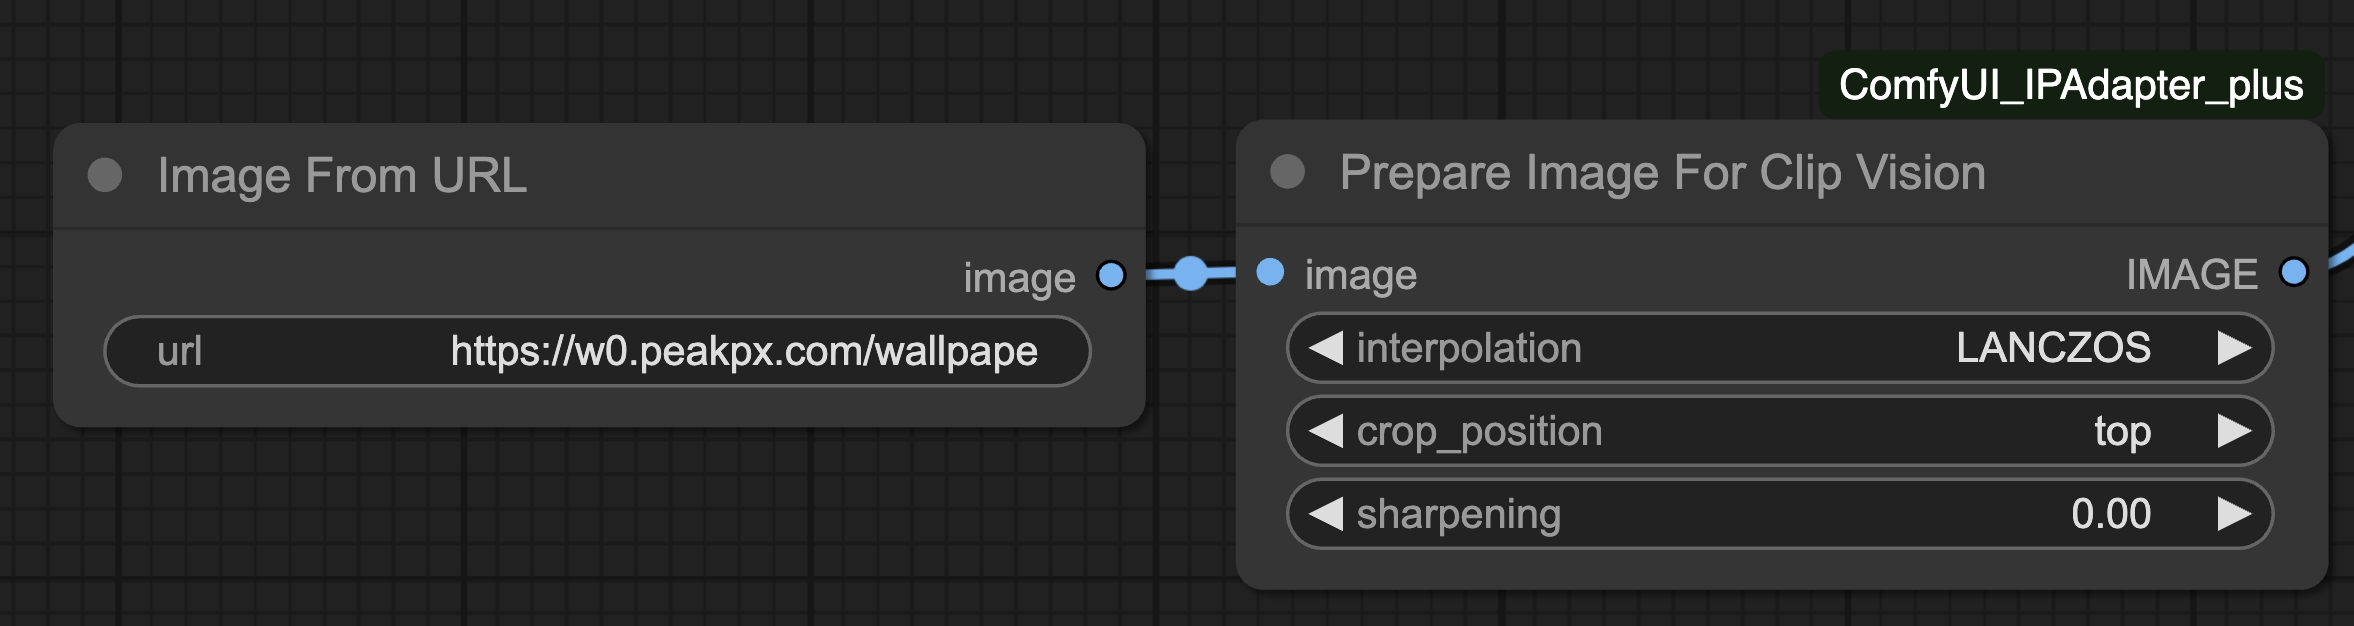 ComfyUI_IPAdapter_plus
Image From URL
image
url https://w0.peakpx.com/wallpape
Prepare Image For Clip Vision
image IMAGE
interpolation LANCZOS
crop_position top
sharpening 0.00